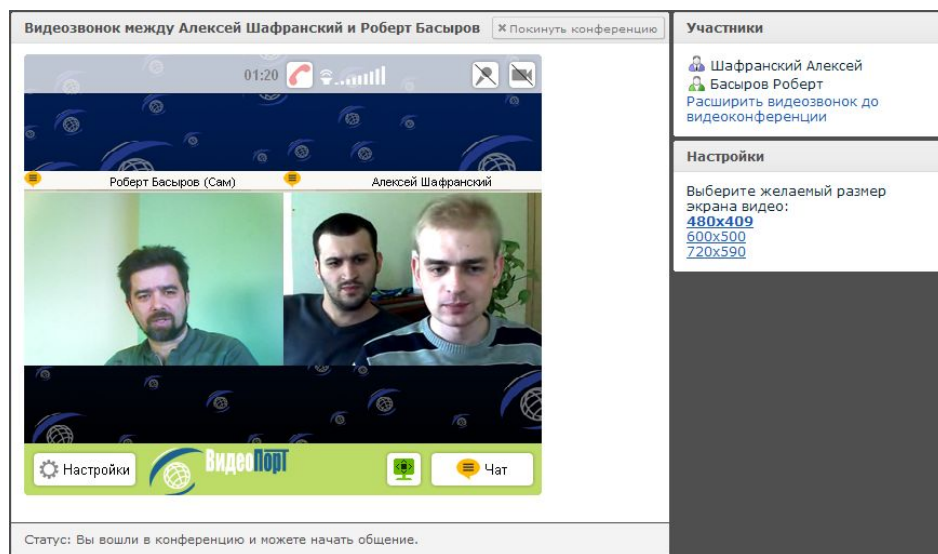 Видеозвонок между Алексей Шафранский и Роберт Басыров
Покинуть конференцию
01:20
Роберт Басыров (Сам)
Алексей Шафранский
Настройки
ВидеоПорт
Чат
Статус: Вы вошли в конференцию и можете начать общение.
Участники
Шафранский Алексей
Басыров Роберт
Расширить видеозвонок до
видеоконференции
Настройки
Выберите желаемый размер
экрана видео:
480x409
600x500
720x590